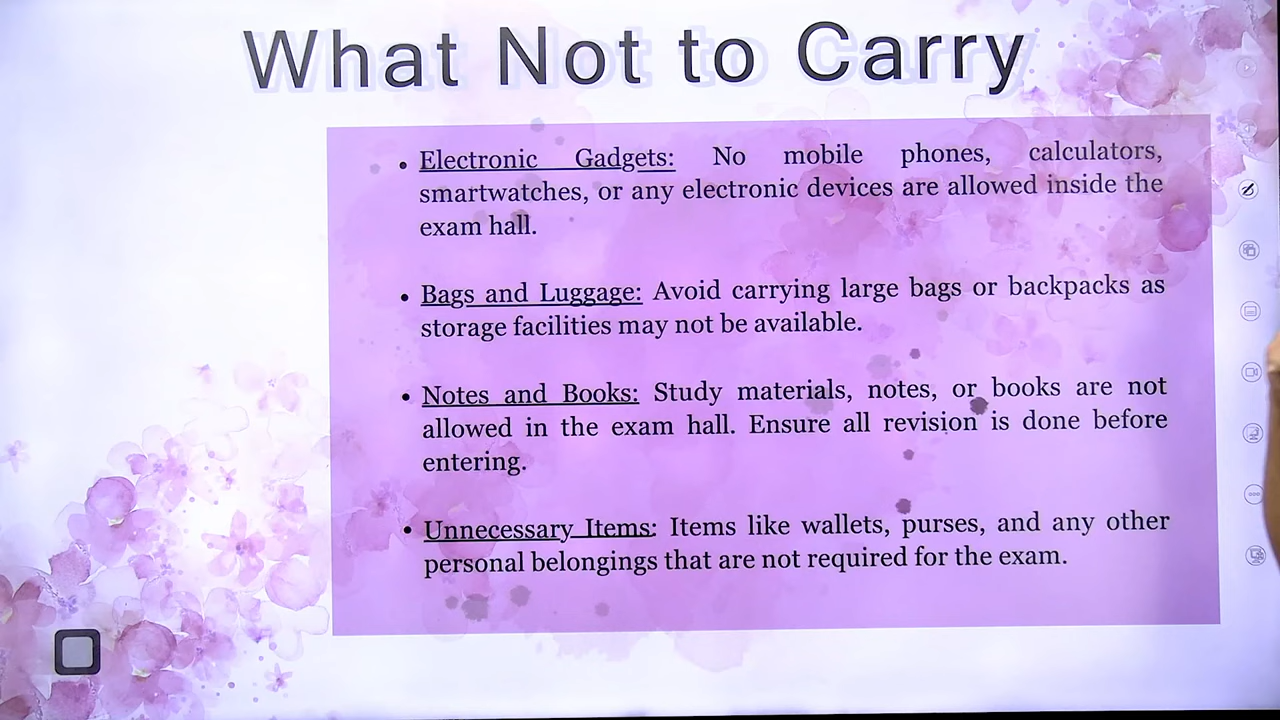 What Not to Carry
• Electronic Gadgets: No mobile phones, calculators,
smartwatches, or any electronic devices are allowed inside the
exam hall.
• Bags and Luggage: Avoid carrying large bags or backpacks as
storage facilities may not be available.
• Notes and Books: Study materials, notes, or books are not
allowed in the exam hall. Ensure all revision is done before
entering.
• Unnecessary Items: Items like wallets, purses, and any other
personal belongings that are not required for the exam.